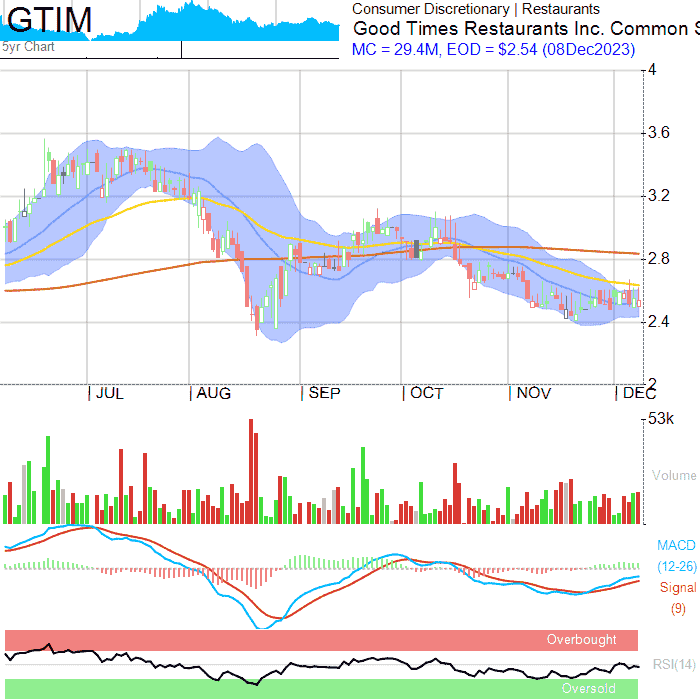 GTIM
5yr Chart
Consumer Discretionary | Restaurants
Good Times Restaurants Inc. Common S
MC = 29.4M, EOD = $2.54 (08Dec2023)
4
3.6
3.2
2.8
2.4
2
JUL AUG SEP OCT NOV DEC
53k
Volume
MACD
(12-26)
Signal
(9)
Overbought
RSI(14)
Oversold